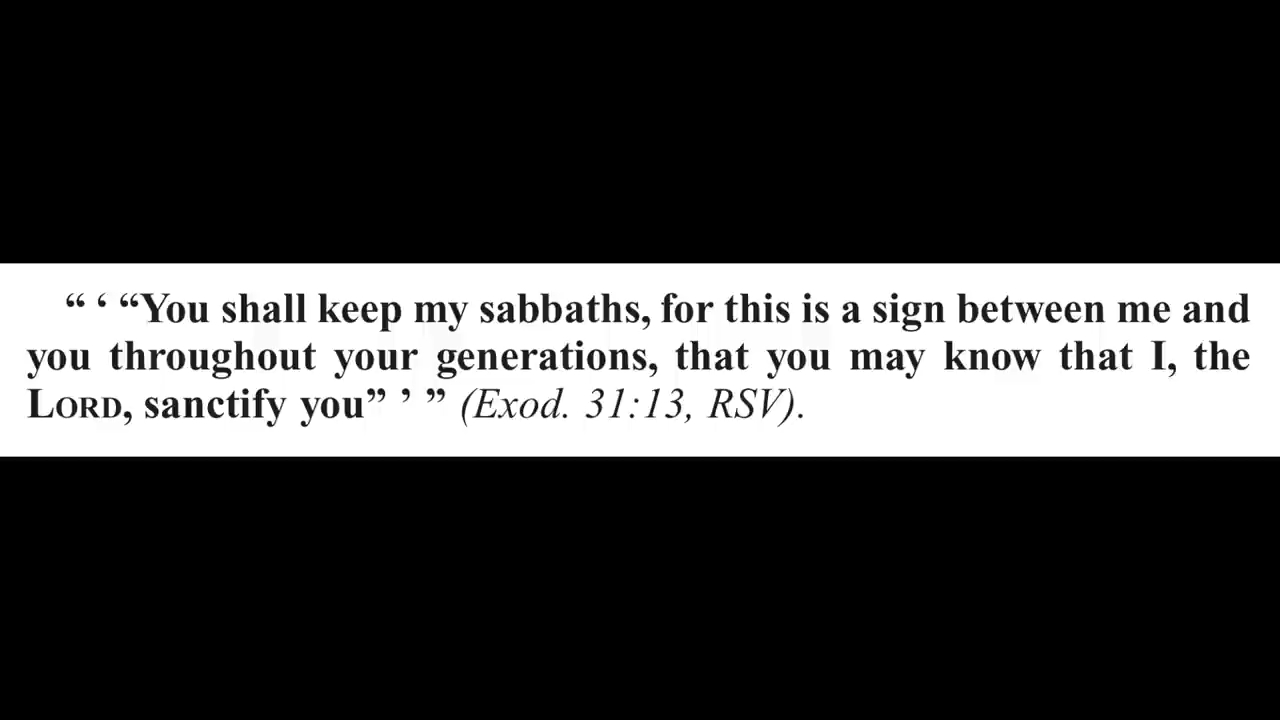 “ ‘ “You shall keep my sabbaths, for this is a sign between me and
you throughout your generations, that you may know that I, the
LORD, sanctify you” ’ ” (Exod. 31:13, RSV).